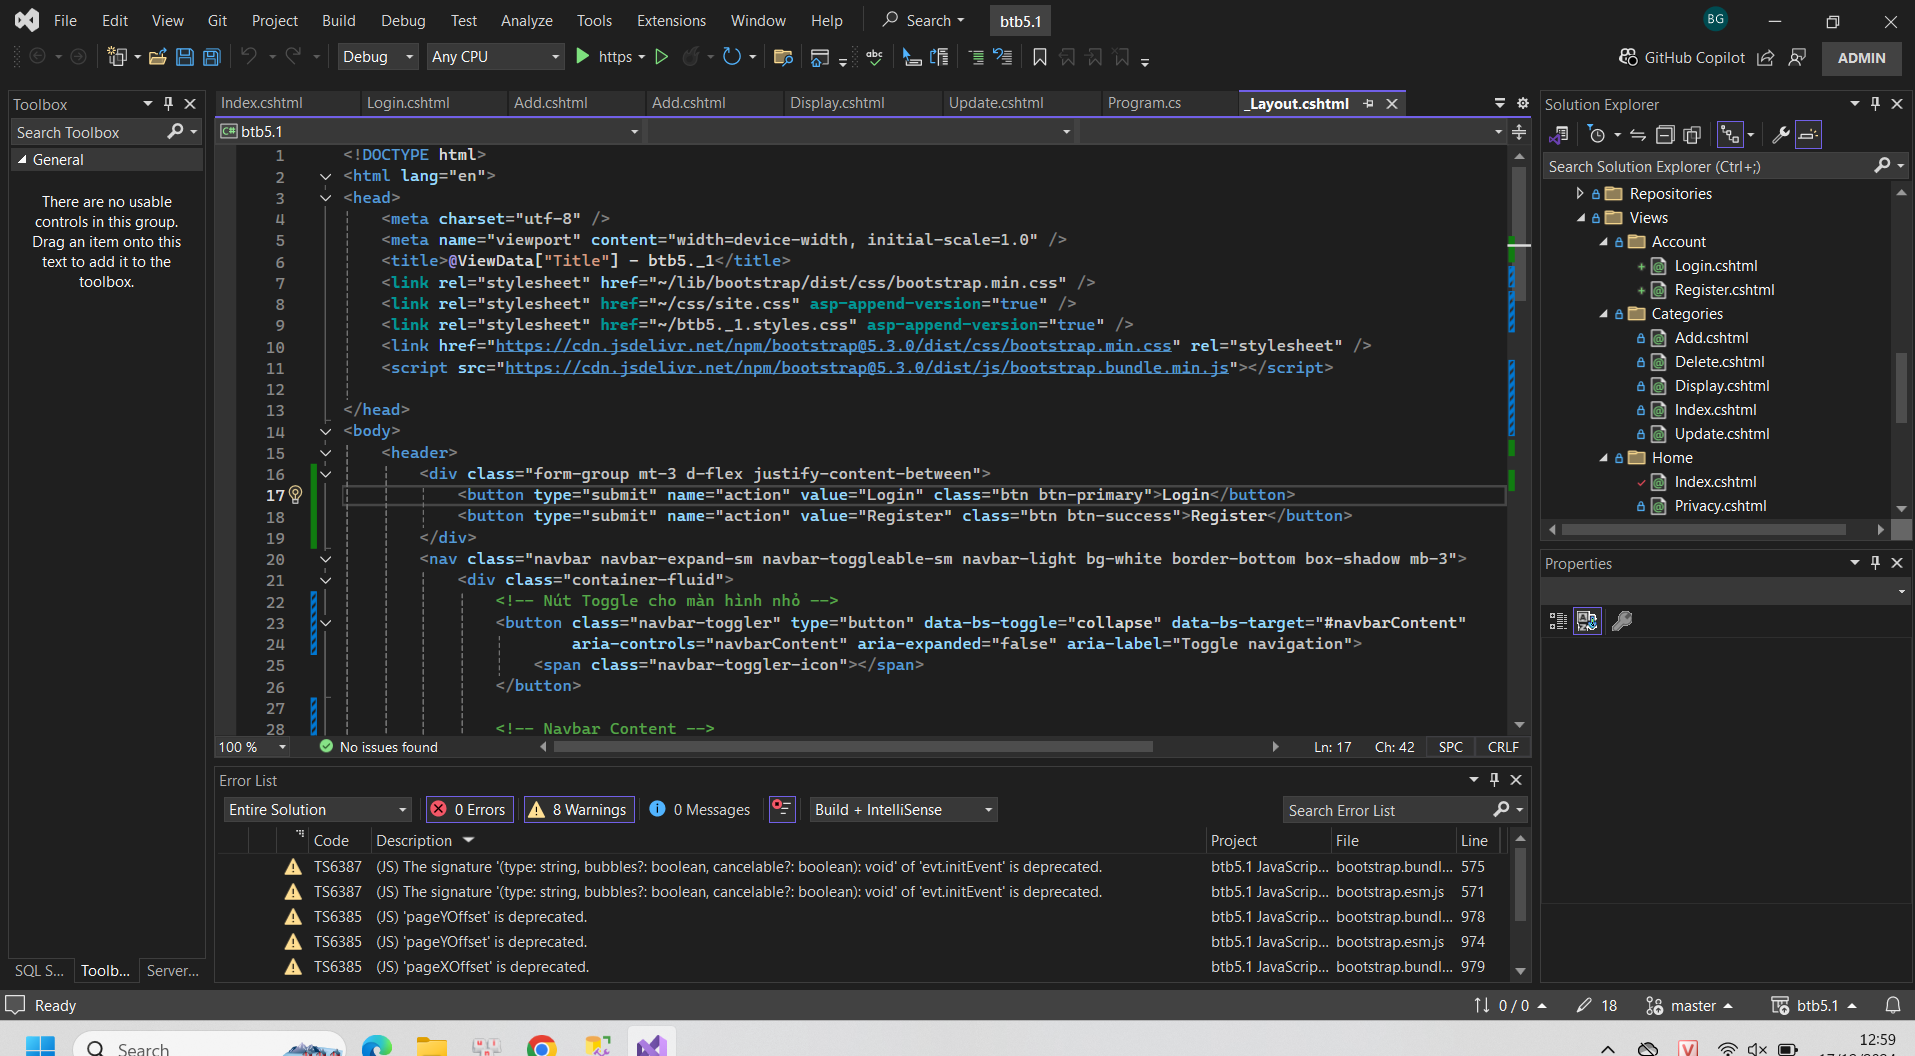 File Edit View Git Project Build Debug Test Analyze Tools Extensions Window Help Search btb5.1 BG
Debug Any CPU https GitHub Copilot ADMIN
Toolbox
Search Toolbox
General
There are no usable
controls in this group.
Drag an item onto this
text to add it to the
toolbox.
SQL S... Toolb... Server...
Index.cshtml Login.cshtml Add.cshtml Add.cshtml Display.cshtml Update.cshtml Program.cs _Layout.cshtml
C# btb5.1
1 <!DOCTYPE html>
2 <html lang="en">
3 <head>
4 <meta charset="utf-8" />
5 <meta name="viewport" content="width=device-width, initial-scale=1.0" />
6 <title>@ViewData["Title"] - btb5._1</title>
7 <link rel="stylesheet" href="~/lib/bootstrap/dist/css/bootstrap.min.css" />
8 <link rel="stylesheet" href="~/css/site.css" asp-append-version="true" />
9 <link rel="stylesheet" href="~/btb5._1.styles.css" asp-append-version="true" />
10 <link href="https://cdn.jsdelivr.net/npm/bootstrap@5.3.0/dist/css/bootstrap.min.css" rel="stylesheet" />
11 <script src="https://cdn.jsdelivr.net/npm/bootstrap@5.3.0/dist/js/bootstrap.bundle.min.js"></script>
12
13 </head>
14 <body>
15 <header>
16 <div class="form-group mt-3 d-flex justify-content-between">
17 <button type="submit" name="action" value="Login" class="btn btn-primary">Login</button>
18 <button type="submit" name="action" value="Register" class="btn btn-success">Register</button>
19 </div>
20 <nav class="navbar navbar-expand-sm navbar-toggleable-sm navbar-light bg-white border-bottom box-shadow mb-3">
21 <div class="container-fluid">
22 <!-- Nút Toggle cho màn hình nhỏ -->
23 <button class="navbar-toggler" type="button" data-bs-toggle="collapse" data-bs-target="#navbarContent"
24 aria-controls="navbarContent" aria-expanded="false" aria-label="Toggle navigation">
25 <span class="navbar-toggler-icon"></span>
26 </button>
27
28 <!-- Navbar Content -->
100 % No issues found Ln: 17 Ch: 42 SPC CRLF
Error List
Entire Solution 0 Errors 8 Warnings 0 Messages Build + IntelliSense Search Error List
Code Description Project File Line
TS6387 (JS) The signature '(type: string, bubbles?: boolean, cancelable?: boolean): void' of 'evt.initEvent' is deprecated. btb5.1 JavaScrip... bootstrap.bundl... 575
TS6387 (JS) The signature '(type: string, bubbles?: boolean, cancelable?: boolean): void' of 'evt.initEvent' is deprecated. btb5.1 JavaScrip... bootstrap.esm.js 571
TS6385 (JS) 'pageYOffset' is deprecated. btb5.1 JavaScrip... bootstrap.bundl... 978
TS6385 (JS) 'pageYOffset' is deprecated. btb5.1 JavaScrip... bootstrap.esm.js 974
TS6385 (JS) 'pageXOffset' is deprecated. btb5.1 JavaScrip... bootstrap.bundl... 979
Solution Explorer
Search Solution Explorer (Ctrl+;)
Repositories
Views
Account
Login.cshtml
Register.cshtml
Categories
Add.cshtml
Delete.cshtml
Display.cshtml
Index.cshtml
Update.cshtml
Home
Index.cshtml
Privacy.cshtml
Properties
Ready 0 / 0 18 master btb5.1
Search 12:59